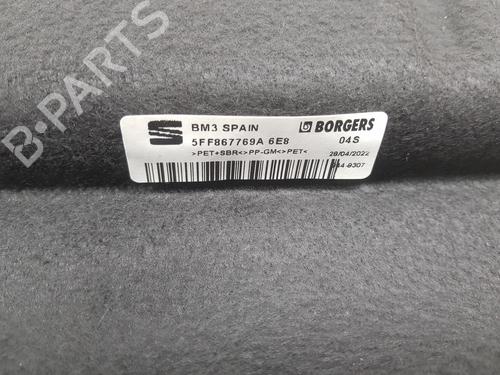 B-PARTS
BM3 SPAIN
BORGERS
5FF867769A 6E8
04S
>PET+SBR<>PP-GM<>PET<
28/04/2022